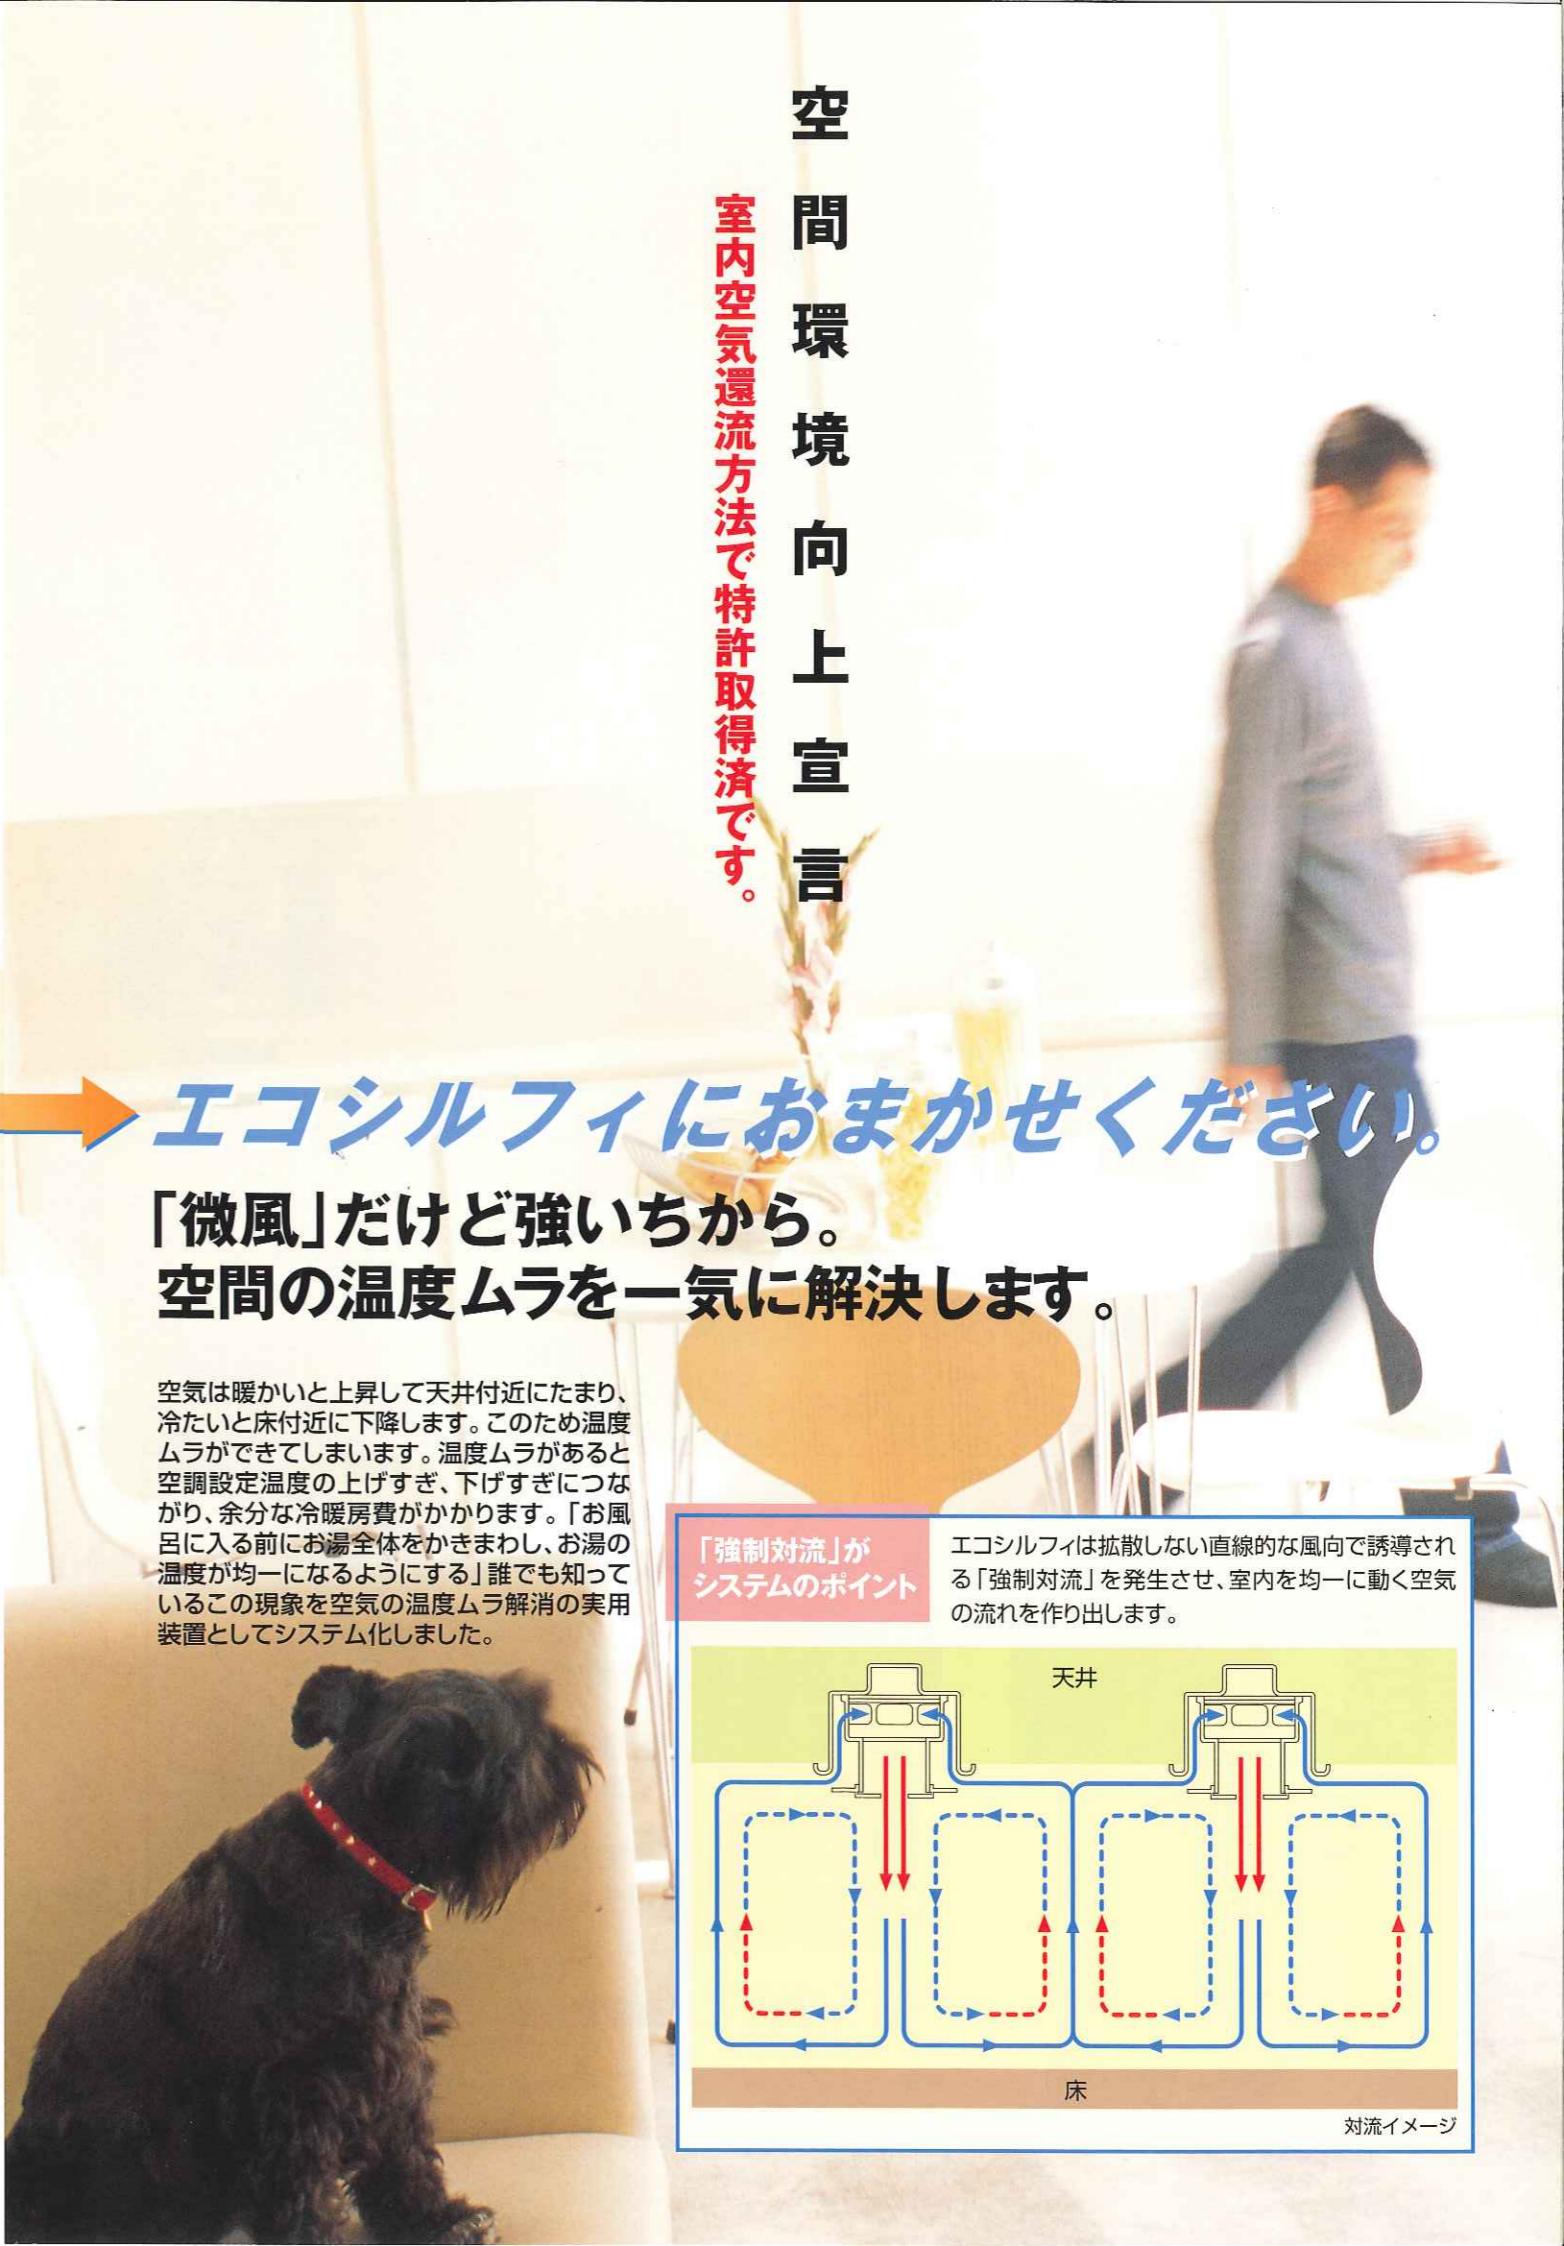 空間環境向上宣言
室内空気還流方法で特許取得済です。
エコシルフィにおまかせください。
「微風」だけど強いちから。
空間の温度ムラを一気に解決します。
空気は暖かいと上昇して天井付近にたまり、
冷たいと床付近に下降します。このため温度
ムラができてしまいます。温度ムラがあると
空調設定温度の上げすぎ、下げすぎにつな
がり、余分な冷暖房費がかかります。「お風
呂に入る前にお湯全体をかきまわし、お湯の
温度が均一になるようにする」誰でも知って
いるこの現象を空気の温度ムラ解消の実用
装置としてシステム化しました。
「強制対流」が
システムのポイント
エコシルフィは拡散しない直線的な風向で誘導され
る「強制対流」を発生させ、室内を均一に動く空気
の流れを作り出します。
天井
床
対流イメージ